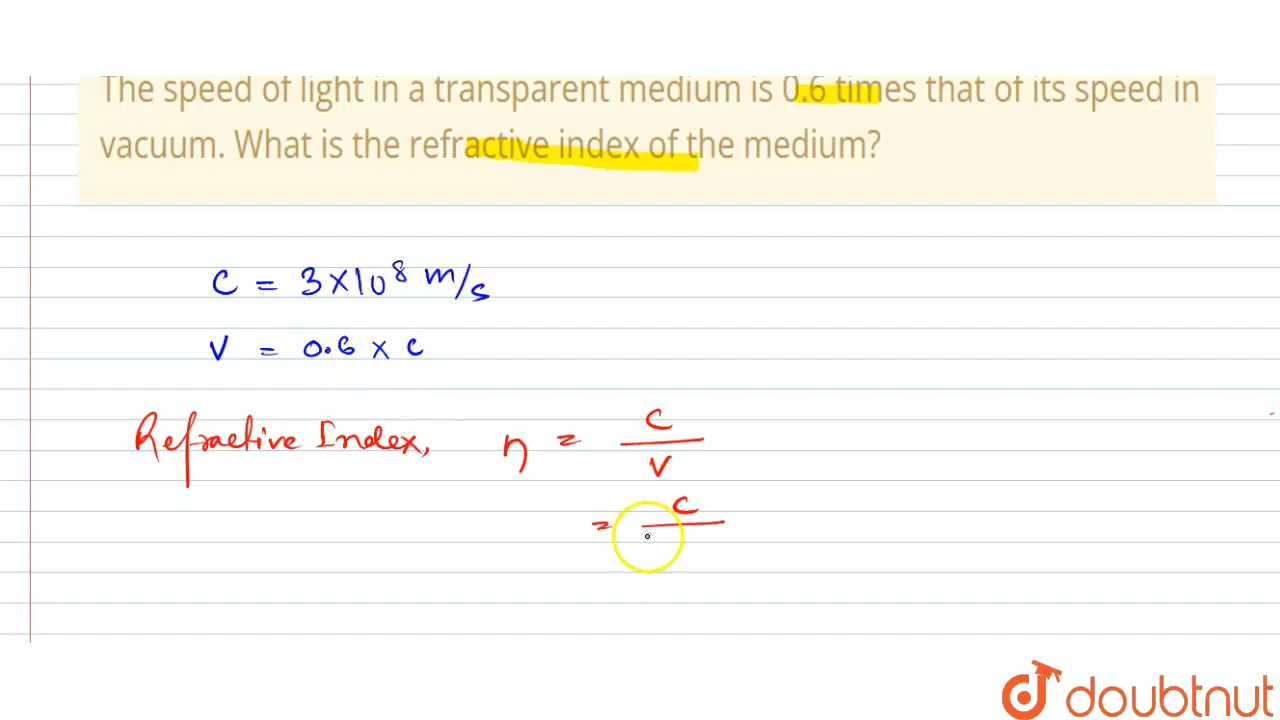 The speed of light in a transparent medium is 0.6 times that of its speed in
vacuum. What is the refractive index of the medium?
C = 3×10⁸ m/s
V = 0.6 × c
Refractive Index, η = C/V
= C
doubtnut